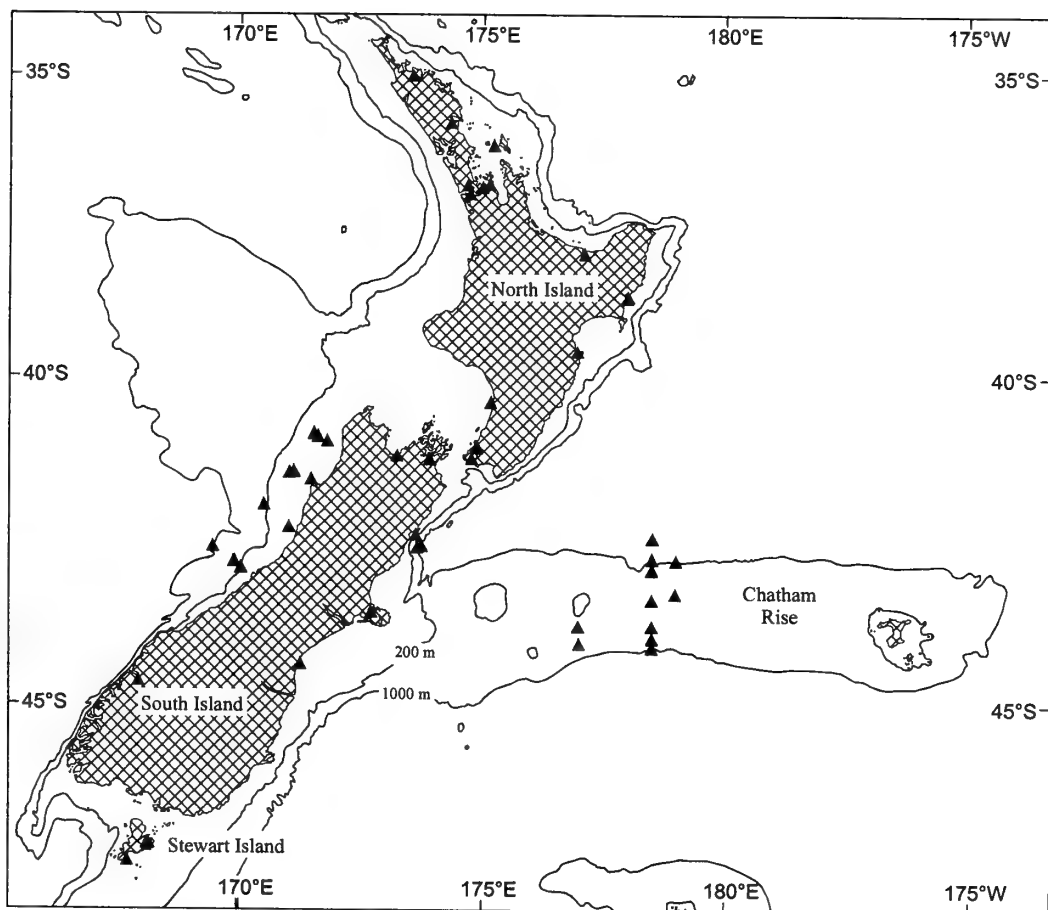 170°E 175°E 180°E 175°W
35°S 35°S
North Island
40°S 40°S
Chatham
Rise
200 m
1000 m
45°S 45°S
South Island
Stewart Island
170°E 175°E 180°E 175°W